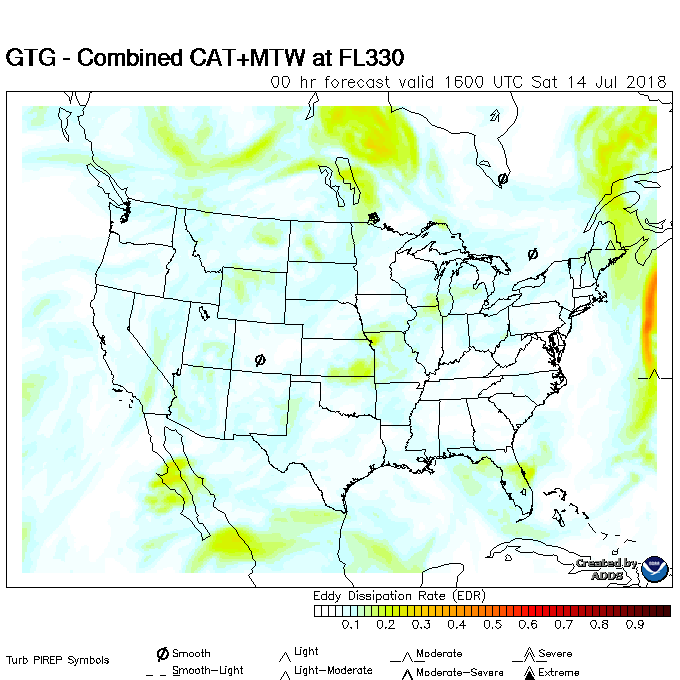 GTG - Combined CAT+MTW at FL330
00 hr forecast valid 1600 UTC Sat 14 Jul 2018
Created by
ADDS
Eddy Dissipation Rate (EDR)
0.1 0.2 0.3 0.4 0.5 0.6 0.7 0.8 0.9
Turb PIREP Symbols
Smooth Light Moderate Severe
Smooth-Light Light-Moderate Moderate-Severe Extreme